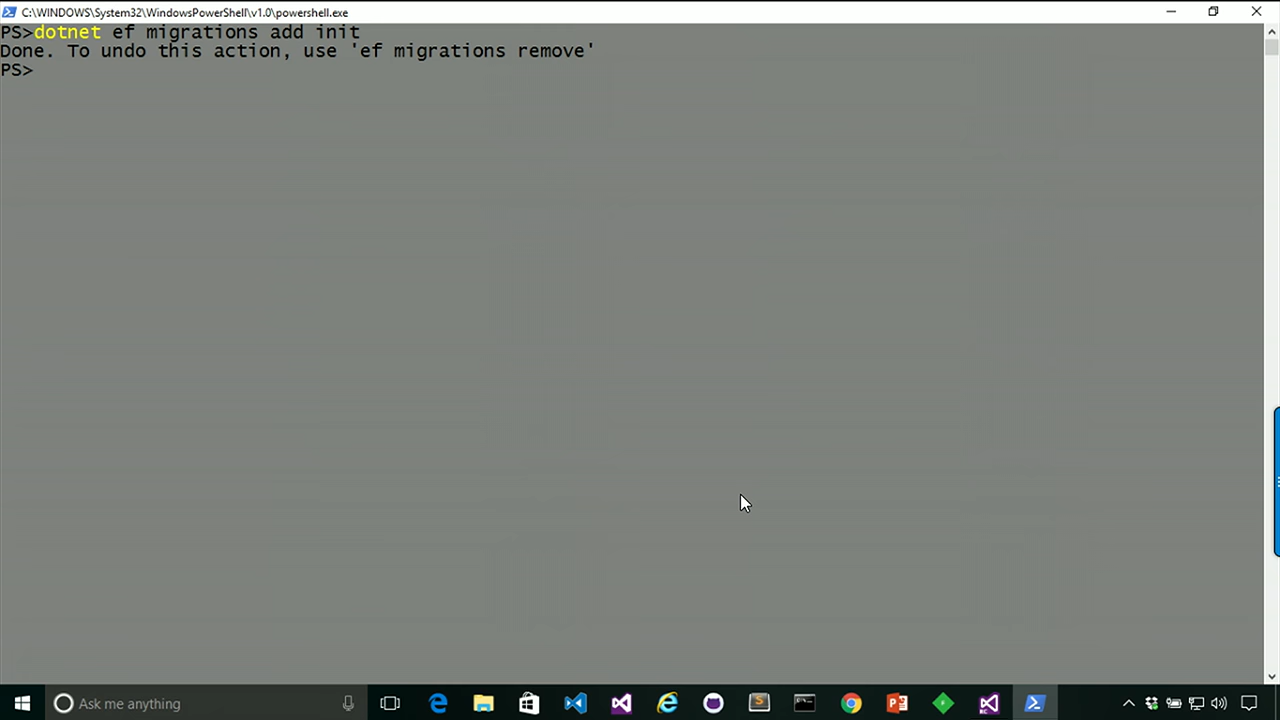 C:\WINDOWS\System32\WindowsPowerShell\v1.0\powershell.exe
PS>dotnet ef migrations add init
Done. To undo this action, use 'ef migrations remove'
PS>
Ask me anything